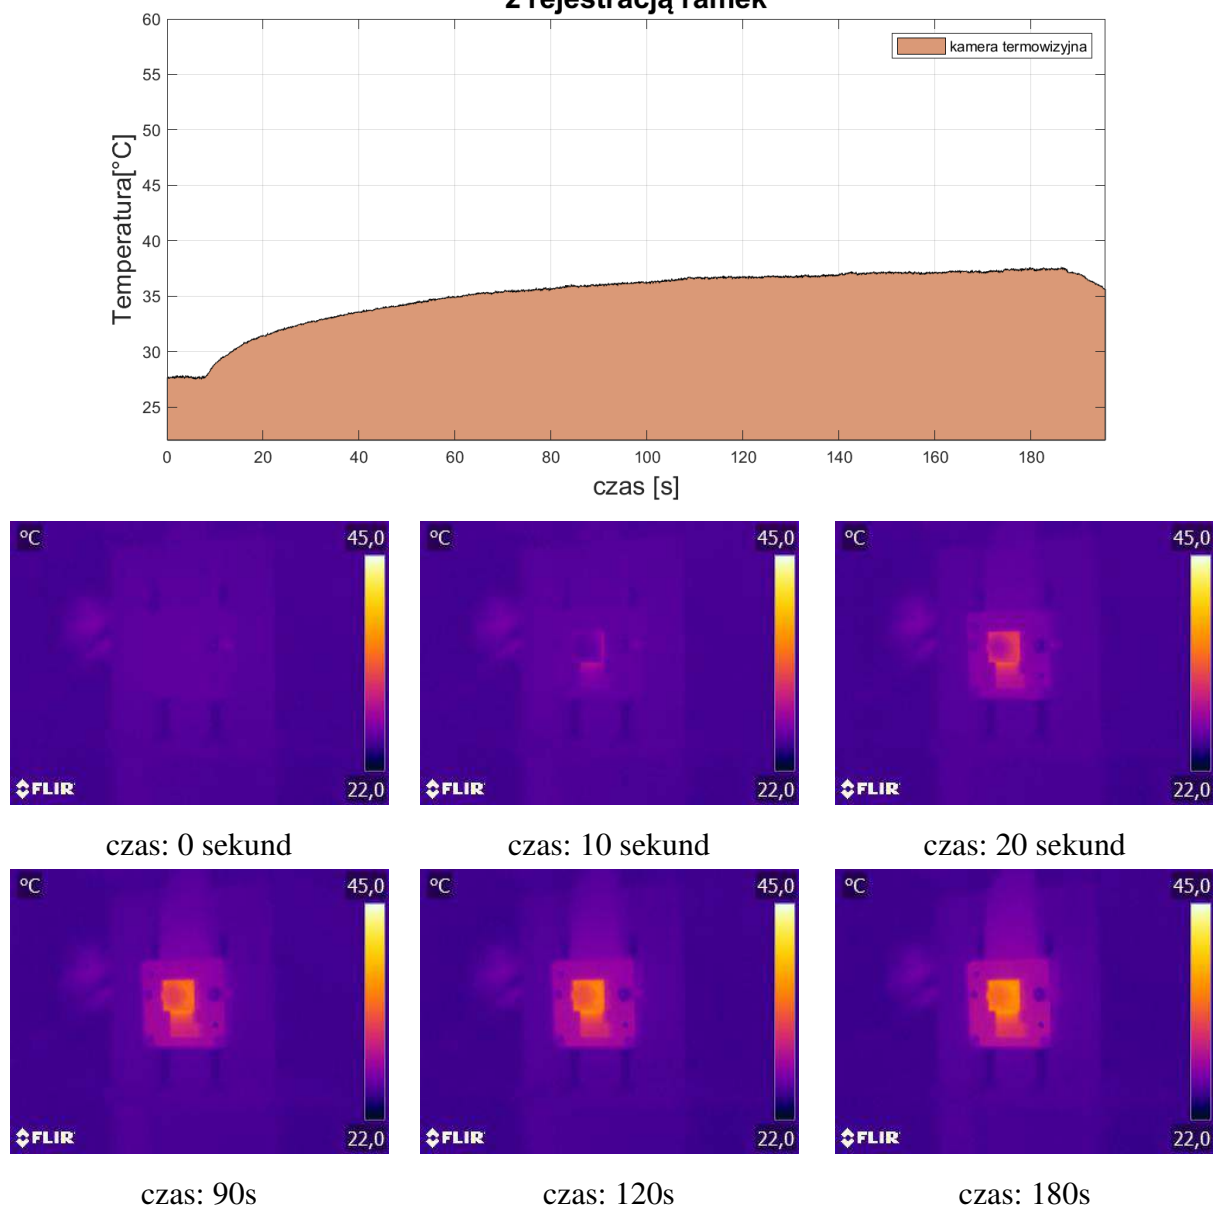 z rejestracją ramek
60
55
50
45
40
35
30
25
Temperatura[°C]
kamera termowizyjna
0 20 40 60 80 100 120 140 160 180
czas [s]
°C 45,0 °C 45,0 °C 45,0
FLIR 22,0 FLIR 22,0 FLIR 22,0
czas: 0 sekund czas: 10 sekund czas: 20 sekund
°C 45,0 °C 45,0 °C 45,0
FLIR 22,0 FLIR 22,0 FLIR 22,0
czas: 90s czas: 120s czas: 180s